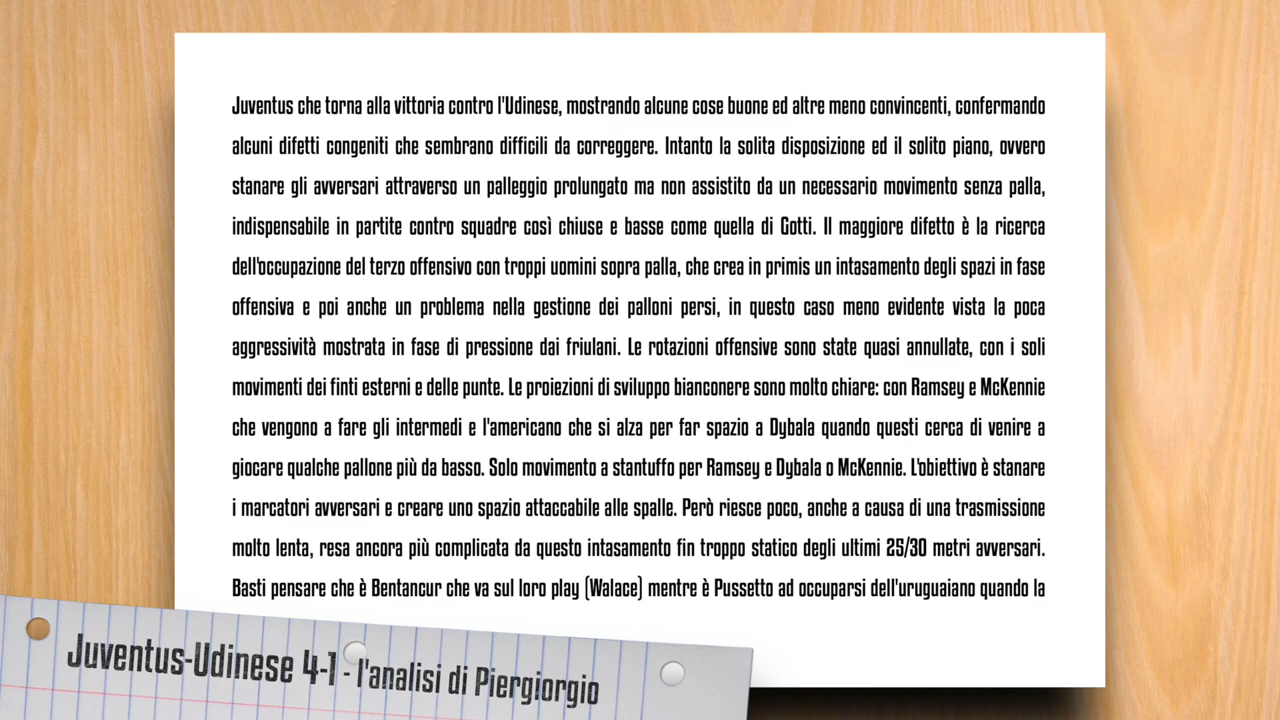 Juventus che torna alla vittoria contro l'Udinese, mostrando alcune cose buone ed altre meno convincenti, confermando
alcuni difetti congeniti che sembrano difficili da correggere. Intanto la solita disposizione ed il solito piano, ovvero
stanare gli avversari attraverso un palleggio prolungato ma non assistito da un necessario movimento senza palla,
indispensabile in partite contro squadre così chiuse e basse come quella di Gotti. Il maggiore difetto è la ricerca
dell'occupazione del terzo offensivo con troppi uomini sopra palla, che crea in primis un intasamento degli spazi in fase
offensiva e poi anche un problema nella gestione dei palloni persi, in questo caso meno evidente vista la poca
aggressività mostrata in fase di pressione dai friulani. Le rotazioni offensive sono state quasi annullate, con i soli
movimenti dei finti esterni e delle punte. Le proiezioni di sviluppo bianconere sono molto chiare: con Ramsey e McKennie
che vengono a fare gli intermedi e l'americano che si alza per far spazio a Dybala quando questi cerca di venire a
giocare qualche pallone più da basso. Solo movimento a stantuffo per Ramsey e Dybala o McKennie. L'obiettivo è stanare
i marcatori avversari e creare uno spazio attaccabile alle spalle. Però riesce poco, anche a causa di una trasmissione
molto lenta, resa ancora più complicata da questo intasamento fin troppo statico degli ultimi 25/30 metri avversari.
Basti pensare che è Bentancur che va sul loro play (Walace) mentre è Pussetto ad occuparsi dell'uruguaiano quando la
Juventus-Udinese 4-1 - l'analisi di Piergiorgio